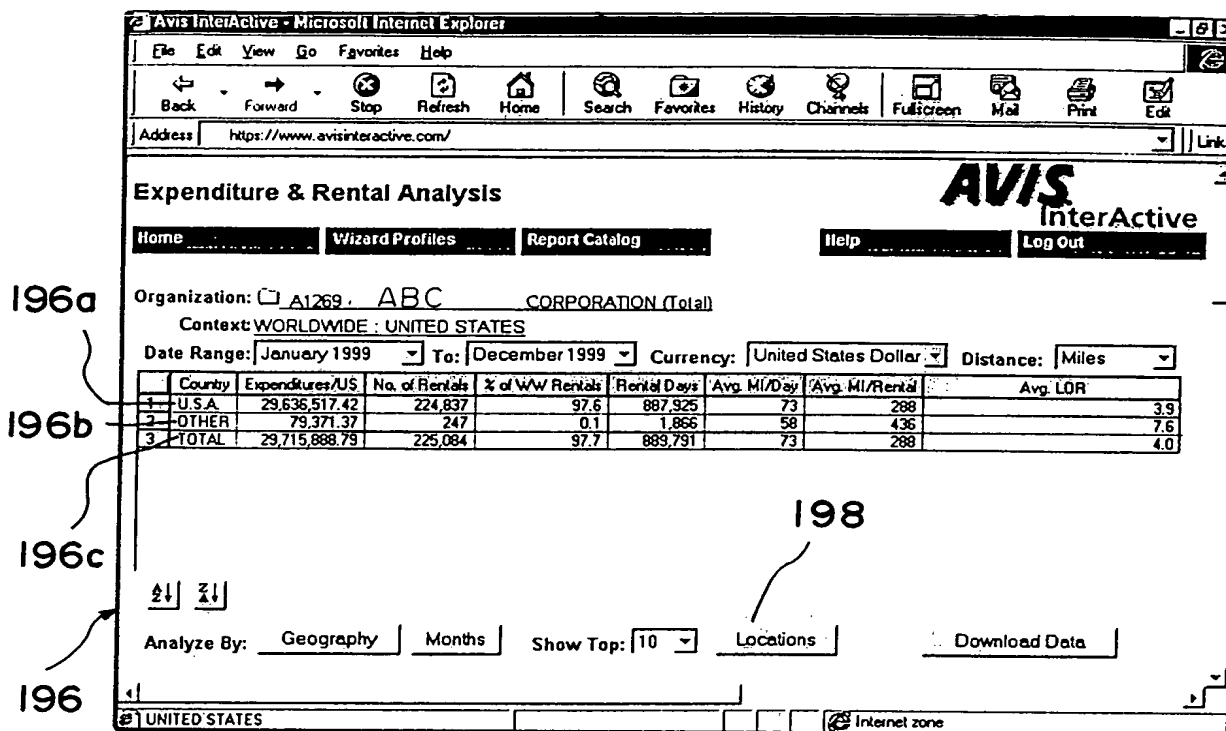 Avis InterActive - Microsoft Internet Explorer
File Edit View Go Favorites Help
Back Forward Stop Refresh Home Search Favorites History Channels Fullscreen Mail Print Edit
Address https://www.avisinteractive.com/ Link
Expenditure & Rental Analysis
AVIS
InterActive
Home Wizard Profiles Report Catalog Help Log Out
Organization: A1269. ABC CORPORATION (Total)
Context: WORLDWIDE : UNITED STATES
Date Range: January 1999 To: December 1999 Currency: United States Dollar Distance: Miles
Country Expenditures/US No. of Rentals % of WW Rentals Rental Days Avg. MI/Day Avg. MI/Rental Avg. LOR
1 U.S.A. 29,636,517.42 224,837 97.6 887,925 73 288 3.9
2 OTHER 79,371.37 247 0.1 1,866 58 436 7.6
3 TOTAL 29,715,888.79 225,084 97.7 889,791 73 288 4.0
196a
196b
196c
198
A Z Z A
Analyze By: Geography Months Show Top: 10 Locations Download Data
196
UNITED STATES Internet zone